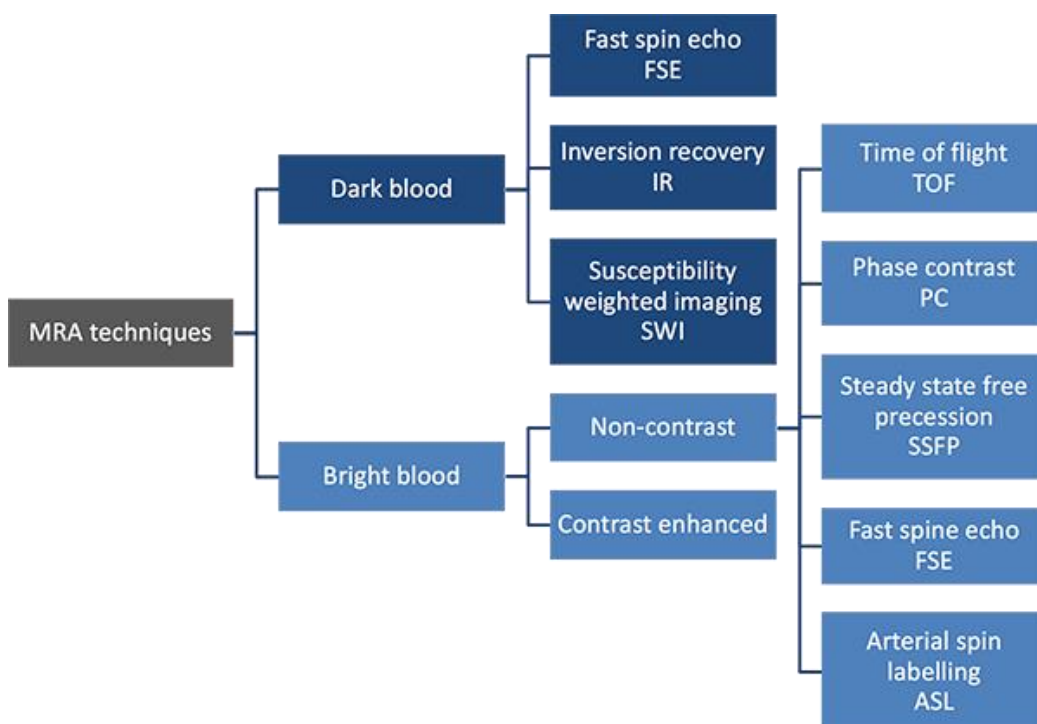 MRA techniques
Dark blood
Fast spin echo
FSE
Inversion recovery
IR
Susceptibility
weighted imaging
SWI
Bright blood
Non-contrast
Contrast enhanced
Time of flight
TOF
Phase contrast
PC
Steady state free
precession
SSFP
Fast spine echo
FSE
Arterial spin
labelling
ASL